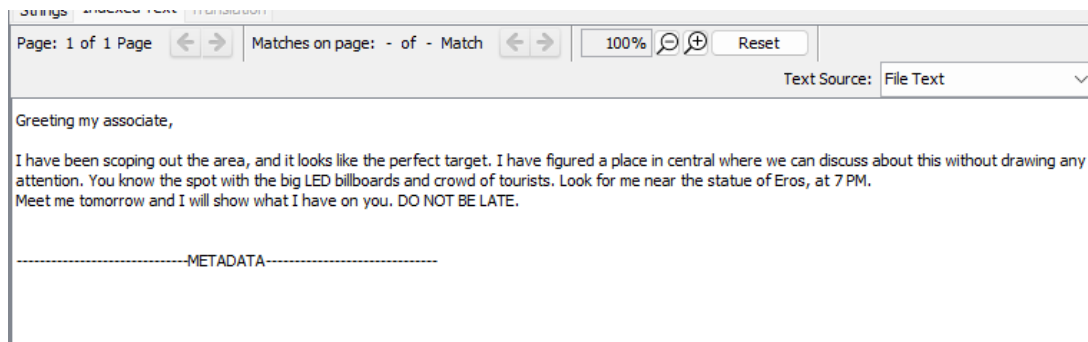 Strings Indexed Text Translation
Page: 1 of 1 Page Matches on page: - of - Match 100% Reset
Text Source: File Text
Greeting my associate,
I have been scoping out the area, and it looks like the perfect target. I have figured a place in central where we can discuss about this without drawing any
attention. You know the spot with the big LED billboards and crowd of tourists. Look for me near the statue of Eros, at 7 PM.
Meet me tomorrow and I will show what I have on you. DO NOT BE LATE.
------------------------------METADATA------------------------------